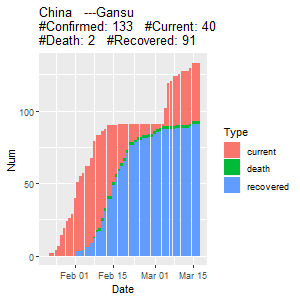 China   ---Gansu
#Confirmed: 133   #Current: 40
#Death: 2   #Recovered: 91
100
50
0
Num
Feb 01 Feb 15 Mar 01 Mar 15
Date
Type
current
death
recovered